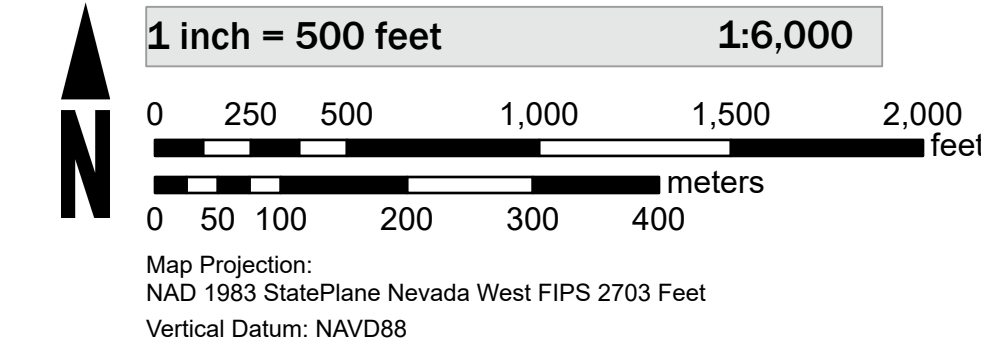 1 inch = 500 feet 1:6,000
0 250 500 1,000 1,500 2,000
feet
N
meters
0 50 100 200 300 400
Map Projection:
NAD 1983 StatePlane Nevada West FIPS 2703 Feet
Vertical Datum: NAVD88